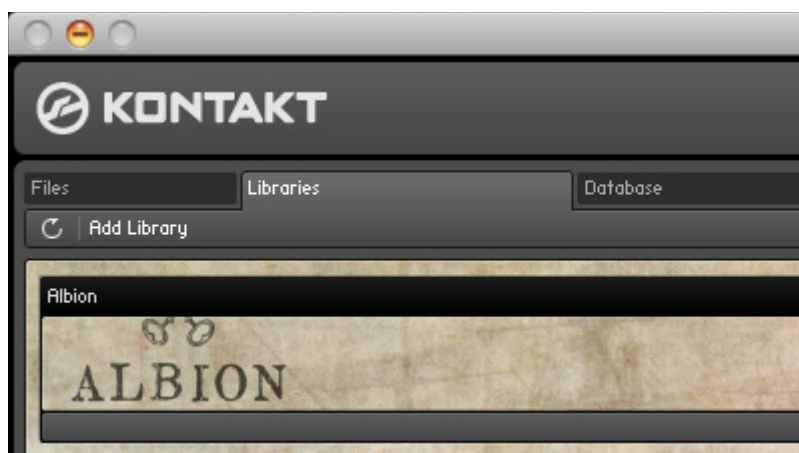 KONTAKT
Files Libraries Database
Add Library
Albion
ALBION